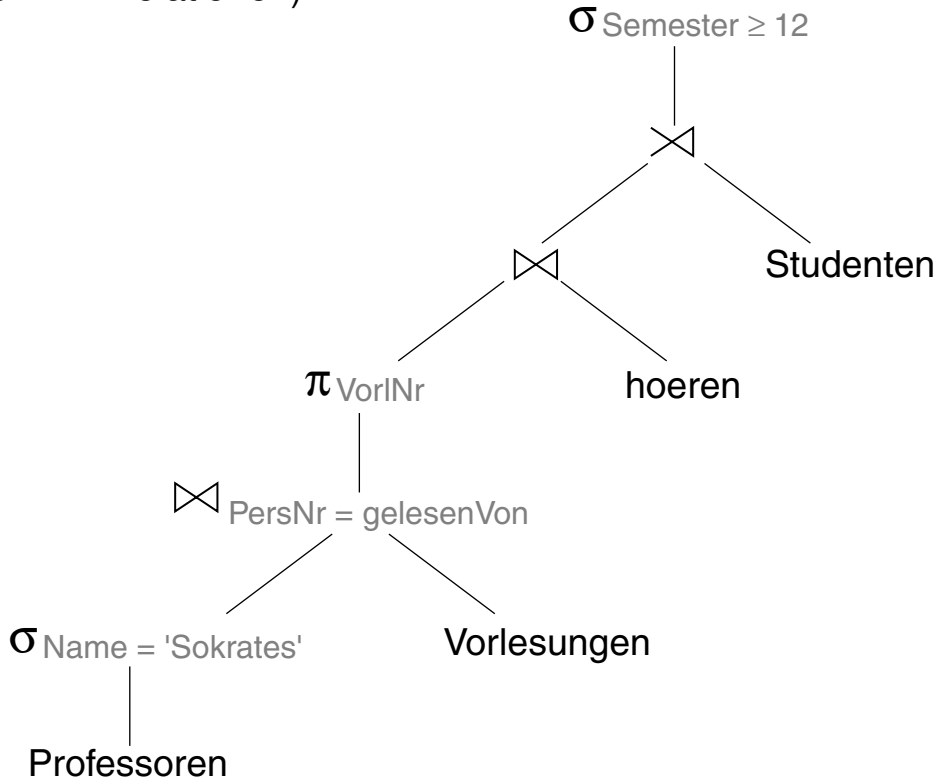 σ Semester ≥ 12
⋊
⋈
Studenten
π VorlNr
hoeren
⋈ PersNr = gelesenVon
σ Name = 'Sokrates'
Vorlesungen
Professoren